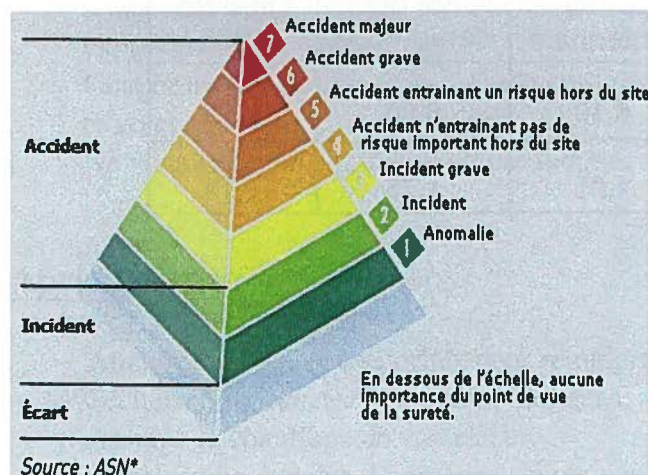 7 Accident majeur
6 Accident grave
5 Accident entrainant un risque hors du site
4 Accident n'entrainant pas de
risque important hors du site
3 Incident grave
2 Incident
1 Anomalie
Accident
Incident
Écart
En dessous de l'échelle, aucune
importance du point de vue
de la sureté.
Source : ASN*